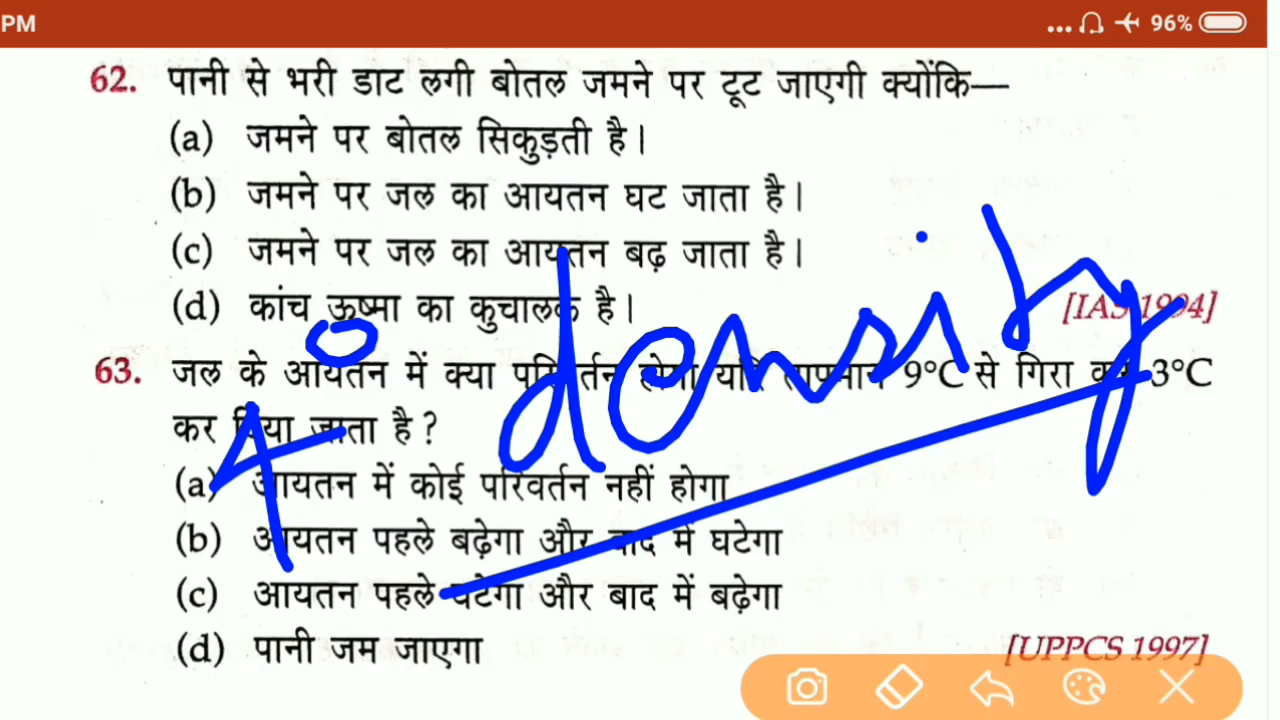 PM ... 96%
62. पानी से भरी डाट लगी बोतल जमने पर टूट जाएगी क्योंकि—
(a) जमने पर बोतल सिकुड़ती है।
(b) जमने पर जल का आयतन घट जाता है।
(c) जमने पर जल का आयतन बढ़ जाता है।
(d) कांच ऊष्मा का कुचालक है।
[IAS 1994]
63. जल के आयतन में क्या परिवर्तन होगा यदि तापमान 9°C से गिरा कर 3°C
कर दिया जाता है?
(a) आयतन में कोई परिवर्तन नहीं होगा
(b) आयतन पहले बढ़ेगा और बाद में घटेगा
(c) आयतन पहले घटेगा और बाद में बढ़ेगा
(d) पानी जम जाएगा
[UPPCS 1997]
4°
density